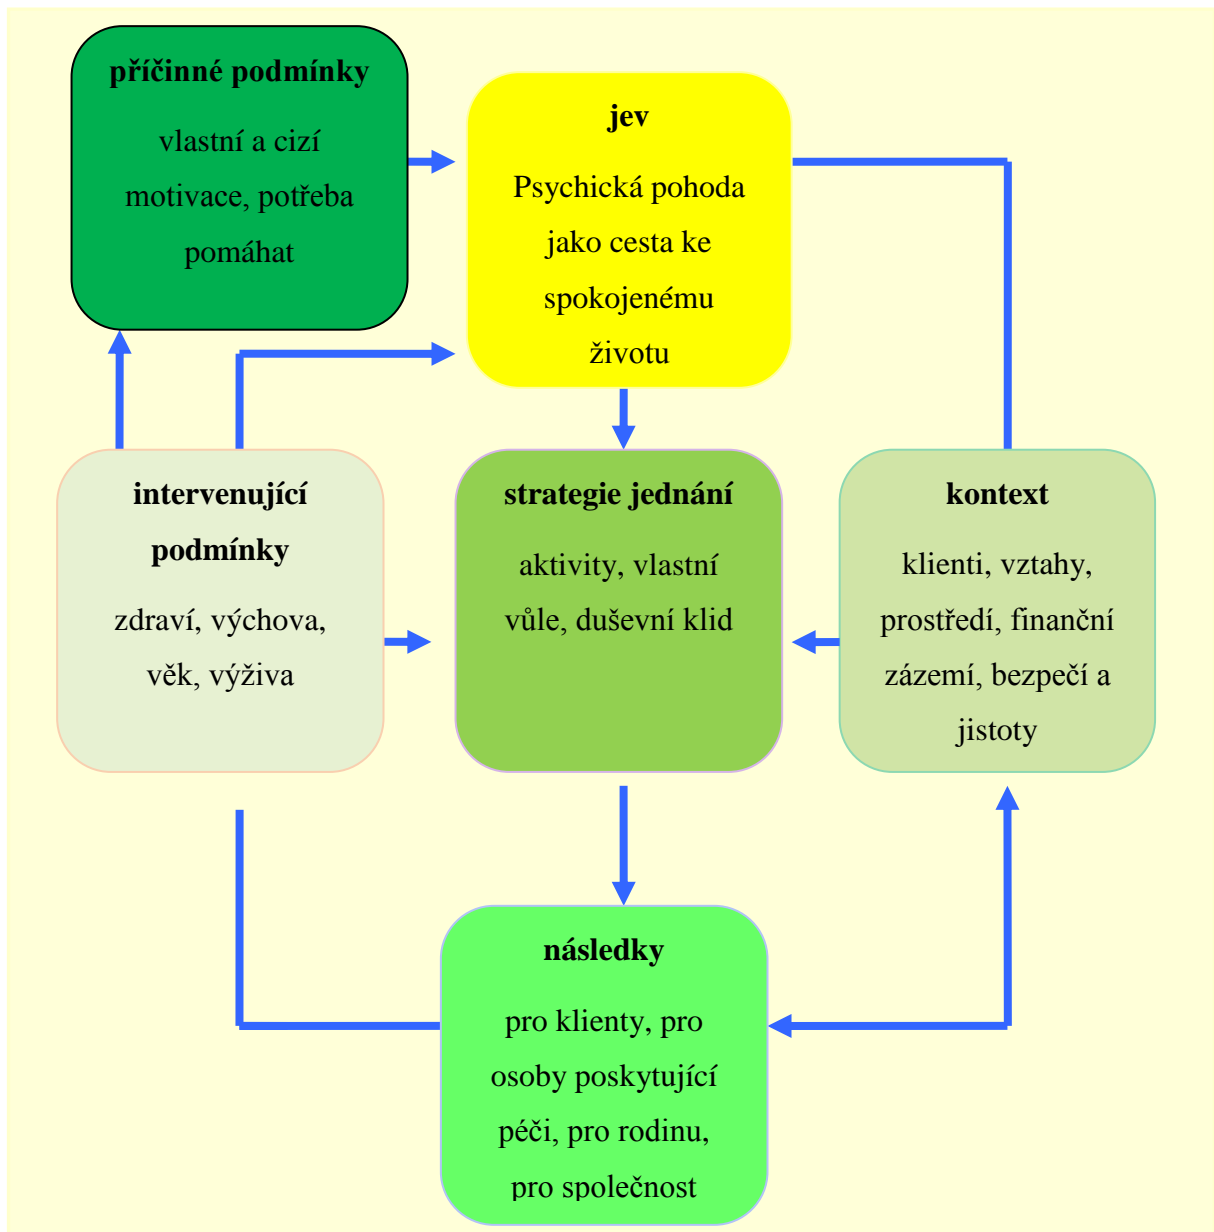 příčinné podmínky
vlastní a cizí
motivace, potřeba
pomáhat
jev
Psychická pohoda
jako cesta ke
spokojenému
životu
intervenující
podmínky
zdraví, výchova,
věk, výživa
strategie jednání
aktivity, vlastní
vůle, duševní klid
kontext
klienti, vztahy,
prostředí, finanční
zázemí, bezpečí a
jistoty
následky
pro klienty, pro
osoby poskytující
péči, pro rodinu,
pro společnost